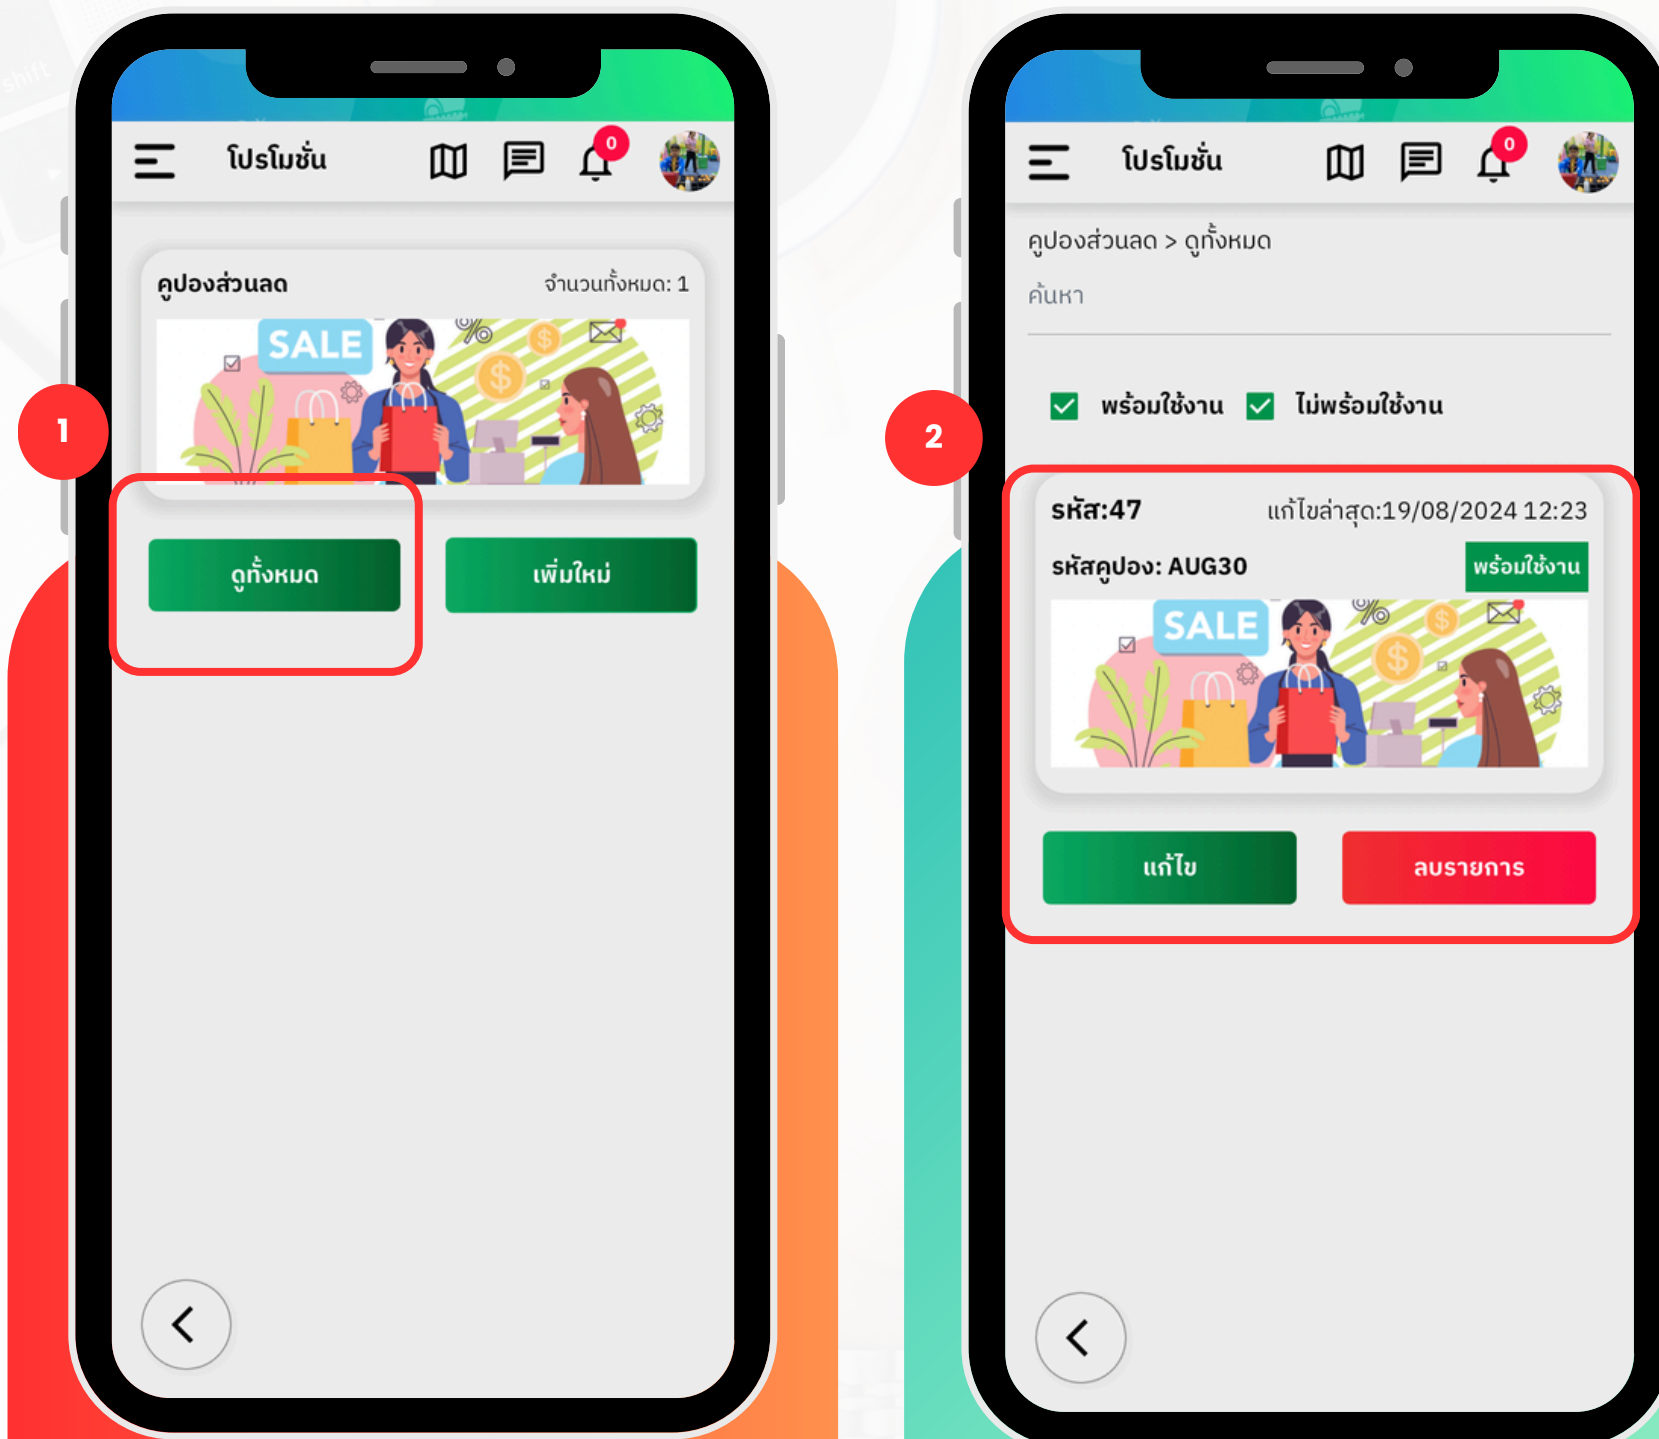 shift
โปรโมชั่น
0
คูปองส่วนลด
จำนวนทั้งหมด: 1
SALE
%
$
$
1
ดูทั้งหมด
เพิ่มใหม่
โปรโมชั่น
0
คูปองส่วนลด > ดูทั้งหมด
ค้นหา
พร้อมใช้งาน
ไม่พร้อมใช้งาน
2
รหัส:47
แก้ไขล่าสุด:19/08/2024 12:23
รหัสคูปอง: AUG30
พร้อมใช้งาน
SALE
%
$
$
แก้ไข
ลบรายการ